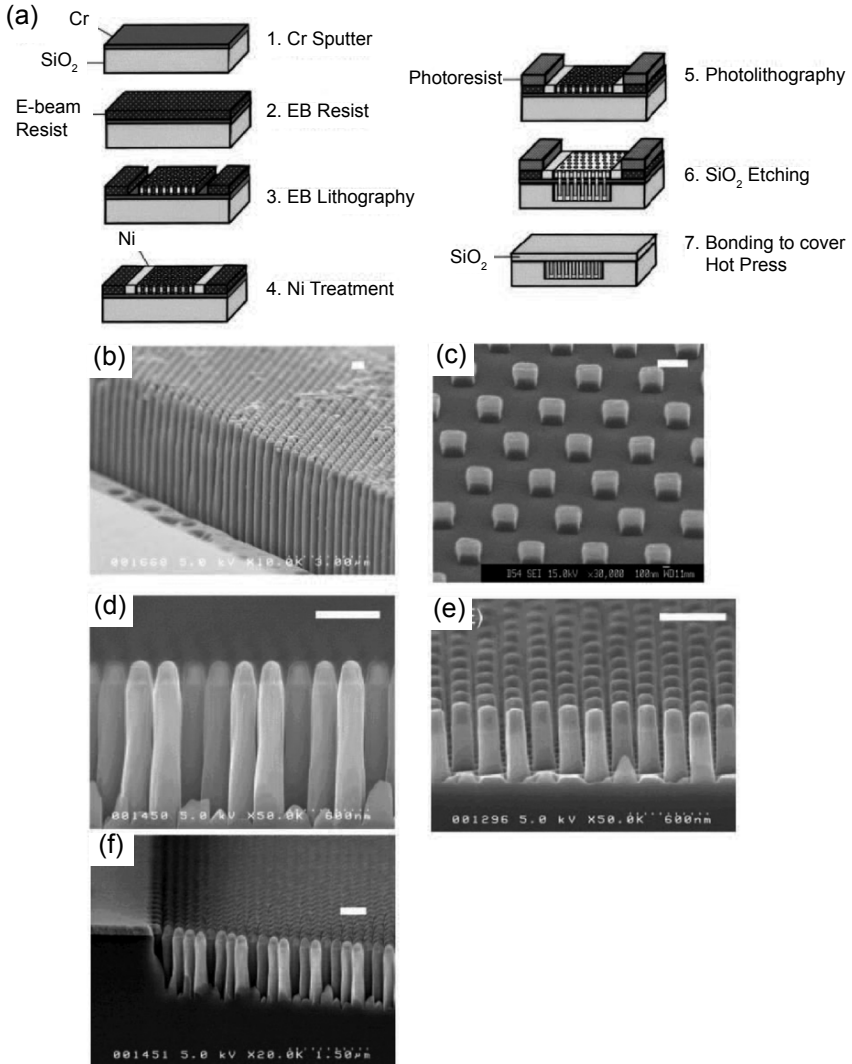 (a)
Cr
SiO2
1. Cr Sputter
E-beam
Resist
2. EB Resist
3. EB Lithography
Ni
4. Ni Treatment
Photoresist
5. Photolithography
6. SiO2 Etching
SiO2
7. Bonding to cover
Hot Press
(b)
001660 5.0 kV X10.0K 3.00µm
(c)
D54 SEI 15.0kV x30,000 100nm WD11mm
(d)
001450 5.0 kV X50.0K 600nm
(e)
001296 5.0 kV X50.0K 600nm
(f)
001451 5.0 kV X20.0K 1.50µm